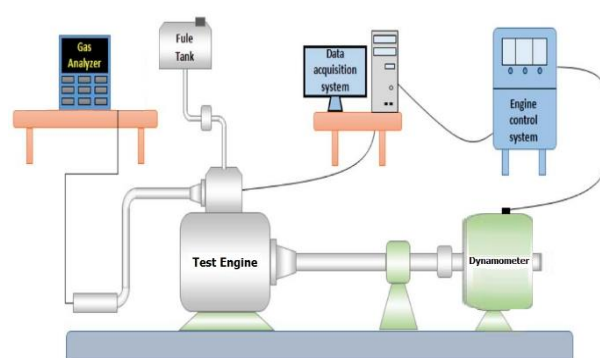 Gas
Analyzer
Fule
Tank
Data
acquisition
system
Engine
control
system
Test Engine
Dynamometer